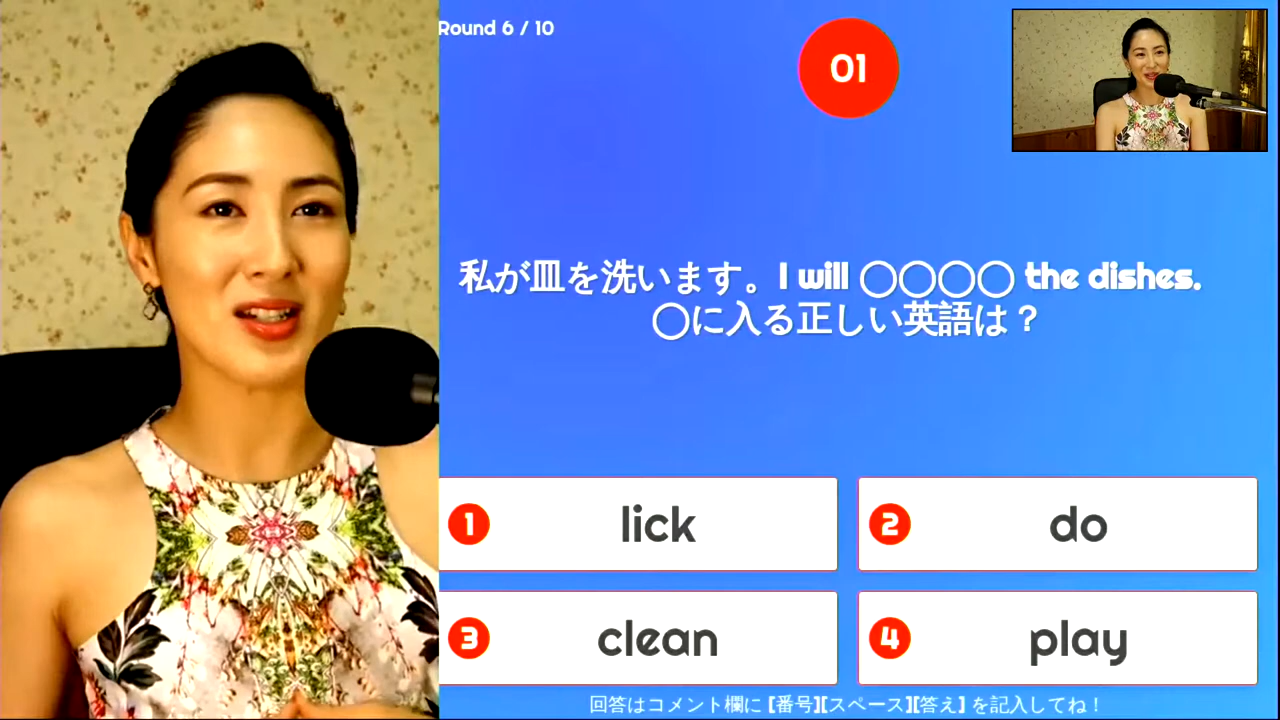 Round 6 / 10
01
私が皿を洗います。I will ◯◯◯◯ the dishes.
◯に入る正しい英語は？
1 lick
2 do
3 clean
4 play
回答はコメント欄に [番号][スペース][答え] を記入してね！